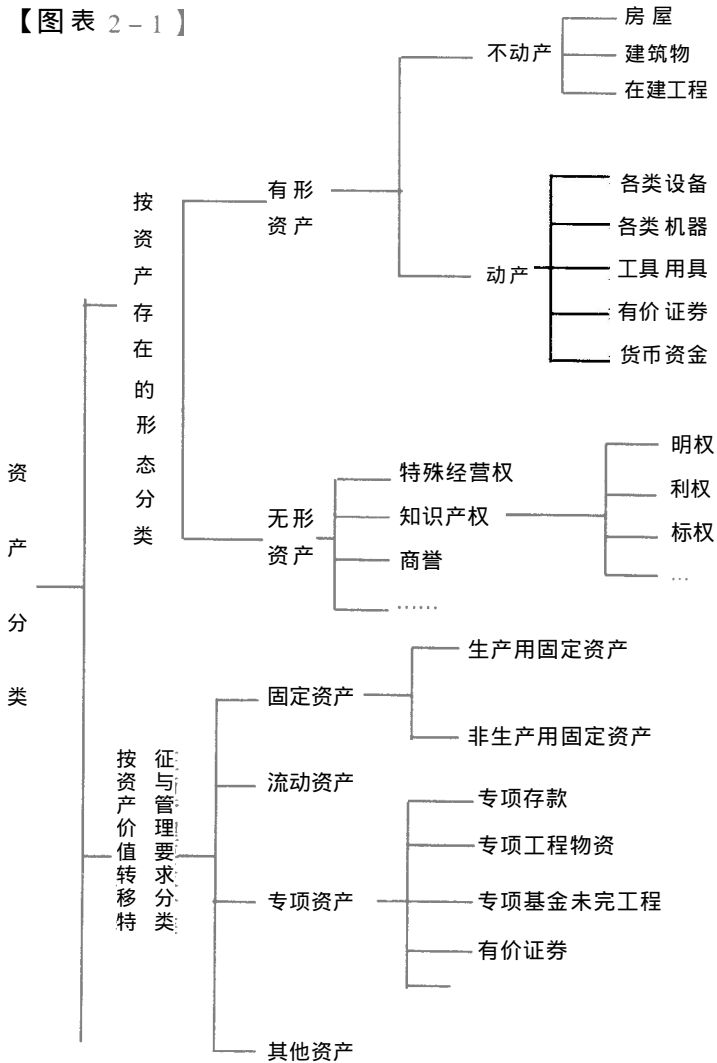 【图表 2-1】
资产分类
按资产存在的形态分类
有形
资产
不动产
房屋
建筑物
在建工程
动产
各类设备
各类机器
工具用具
有价证券
货币资金
无形
资产
特殊经营权
知识产权
明权
利权
标权
…
商誉
……
按资产价值转移特
征与管理要求分类
固定资产
生产用固定资产
非生产用固定资产
流动资产
专项资产
专项存款
专项工程物资
专项基金未完工程
有价证券
其他资产